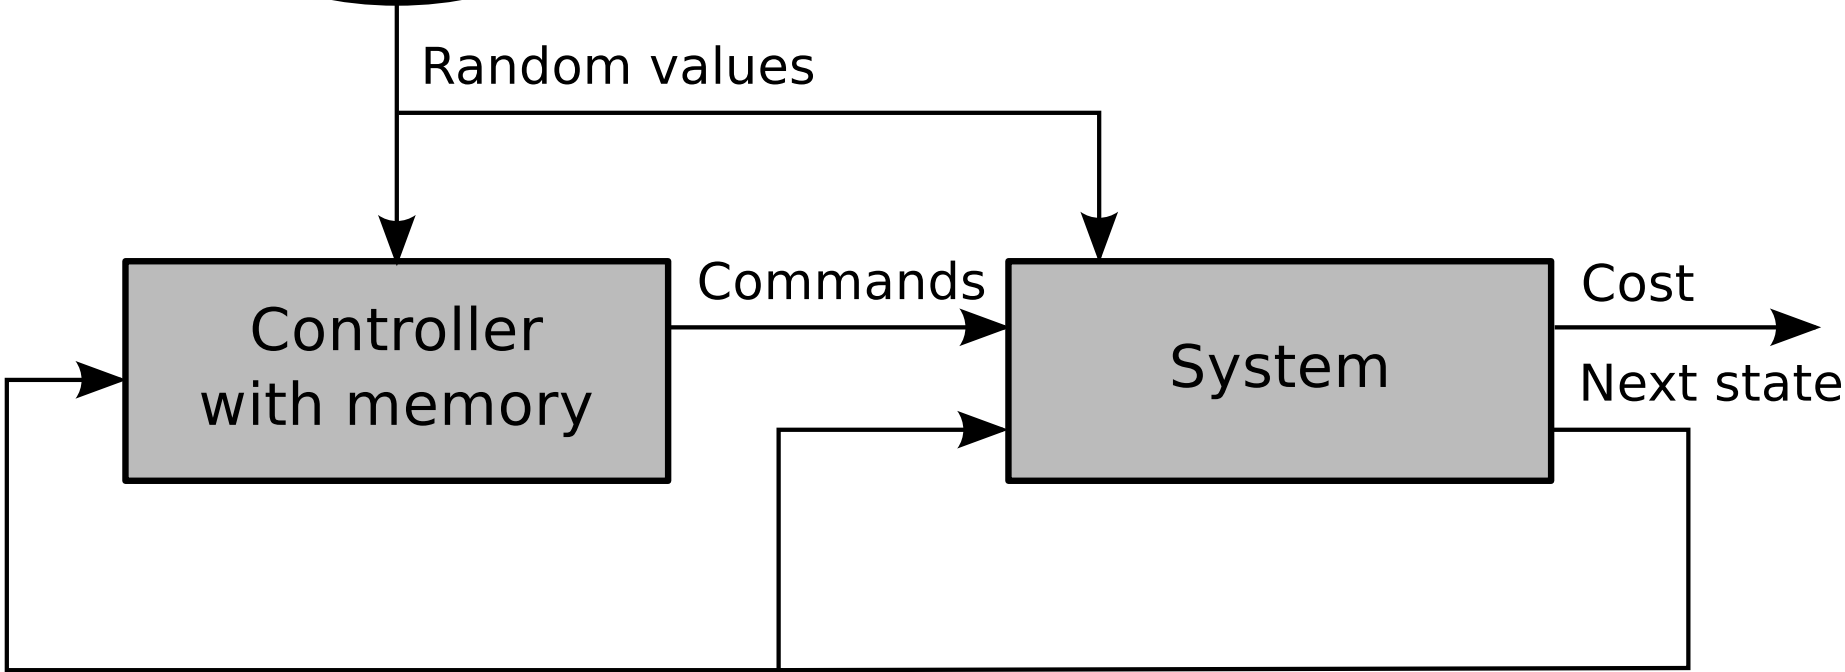 Random values
Commands
Cost
Controller
with memory
System
Next state